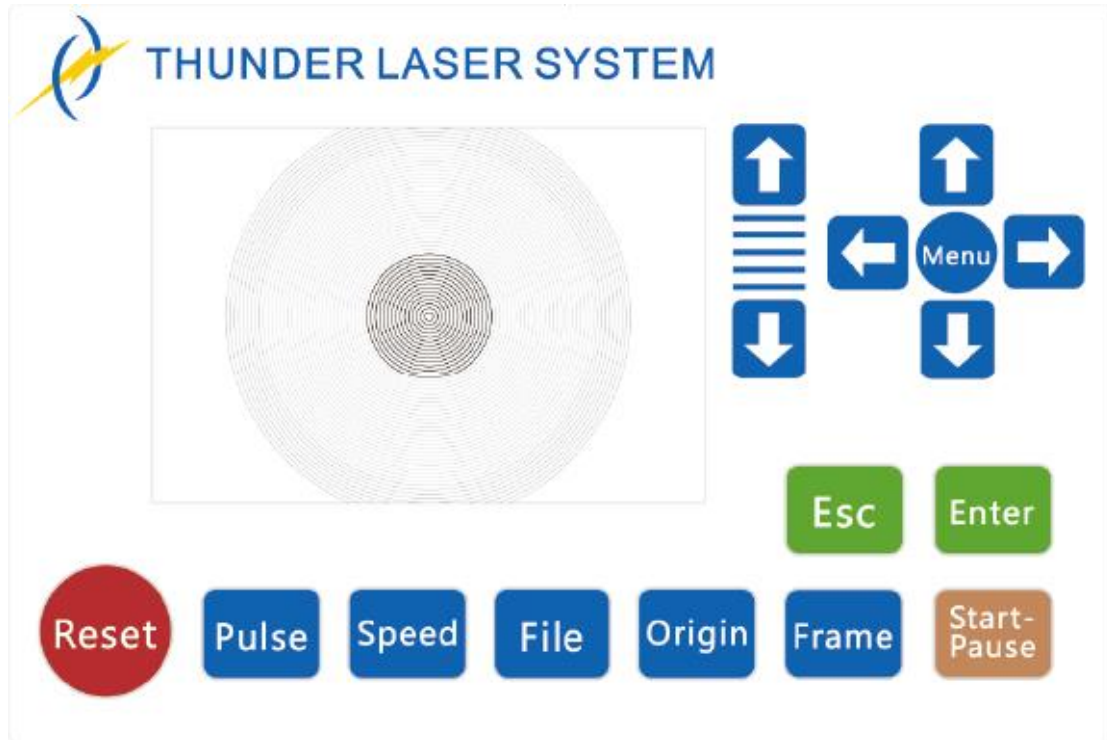 THUNDER LASER SYSTEM
Menu
Esc
Enter
Reset
Pulse
Speed
File
Origin
Frame
Start-
Pause